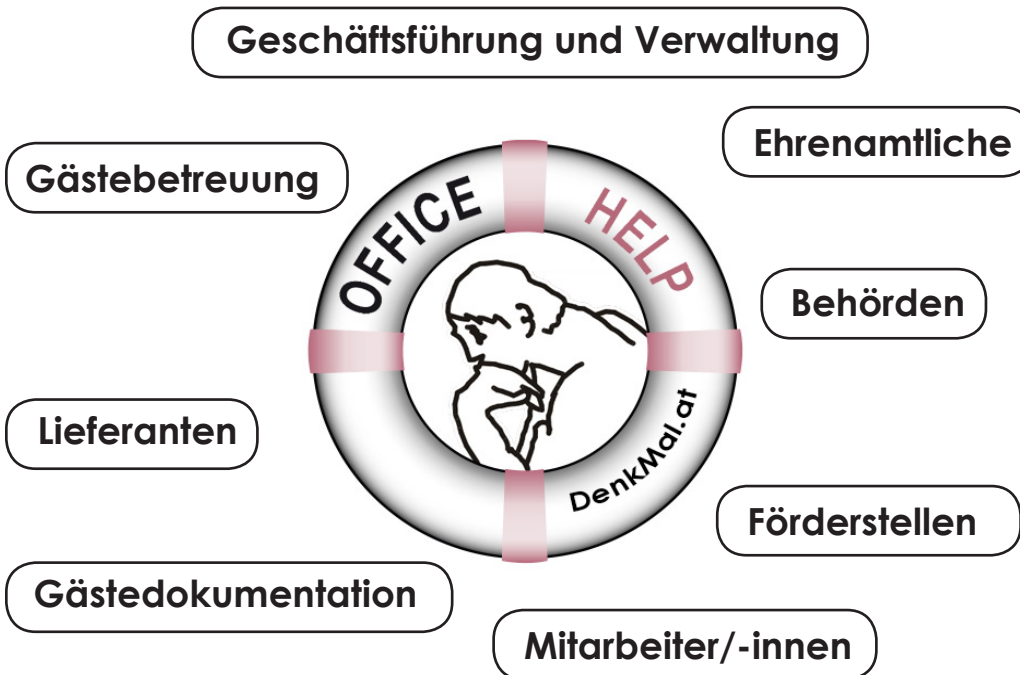 Geschäftsführung und Verwaltung
Ehrenamtliche
Gästebetreuung
OFFICE HELP
Behörden
DenkMal.at
Lieferanten
Förderstellen
Gästedokumentation
Mitarbeiter/-innen